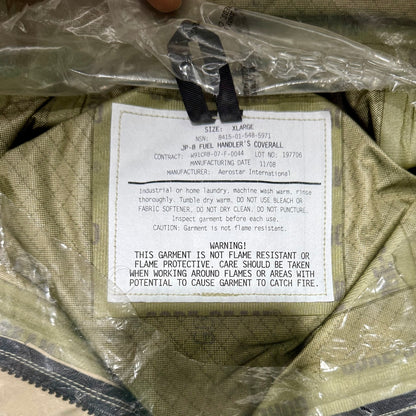 SIZE: XLARGE
NSN: 8415-01-548-5971
JP-8 FUEL HANDLER'S COVERALL
CONTRACT: W91CRB-07-F-0044 LOT NO: 197706
MANUFACTURING DATE: 11/08
MANUFACTURER: Aerostar International
Industrial or home laundry, machine wash warm, rinse
thoroughly. Tumble dry warm. DO NOT USE BLEACH OR
FABRIC SOFTENER, DO NOT DRY CLEAN, DO NOT PUNCTURE.
Inspect garment before each use.
CAUTION: Garment is not flame resistant.
WARNING!
THIS GARMENT IS NOT FLAME RESISTANT OR
FLAME PROTECTIVE. CARE SHOULD BE TAKEN
WHEN WORKING AROUND FLAMES OR AREAS WITH
POTENTIAL TO CAUSE GARMENT TO CATCH FIRE.